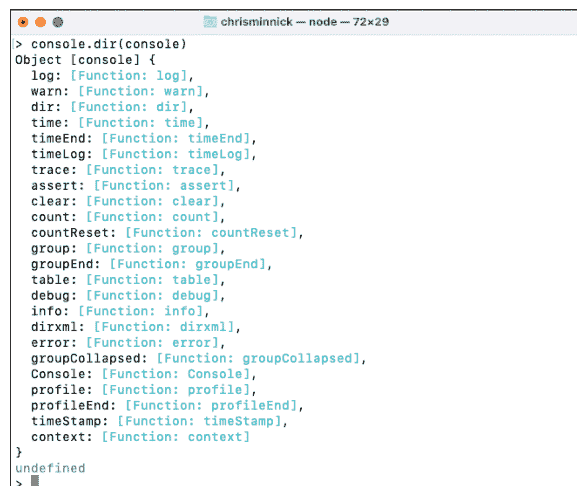 chrisminnick — node — 72×29
> console.dir(console)
Object [console] {
  log: [Function: log],
  warn: [Function: warn],
  dir: [Function: dir],
  time: [Function: time],
  timeEnd: [Function: timeEnd],
  timeLog: [Function: timeLog],
  trace: [Function: trace],
  assert: [Function: assert],
  clear: [Function: clear],
  count: [Function: count],
  countReset: [Function: countReset],
  group: [Function: group],
  groupEnd: [Function: groupEnd],
  table: [Function: table],
  debug: [Function: debug],
  info: [Function: info],
  dirxml: [Function: dirxml],
  error: [Function: error],
  groupCollapsed: [Function: groupCollapsed],
  Console: [Function: Console],
  profile: [Function: profile],
  profileEnd: [Function: profileEnd],
  timeStamp: [Function: timeStamp],
  context: [Function: context]
}
undefined
>